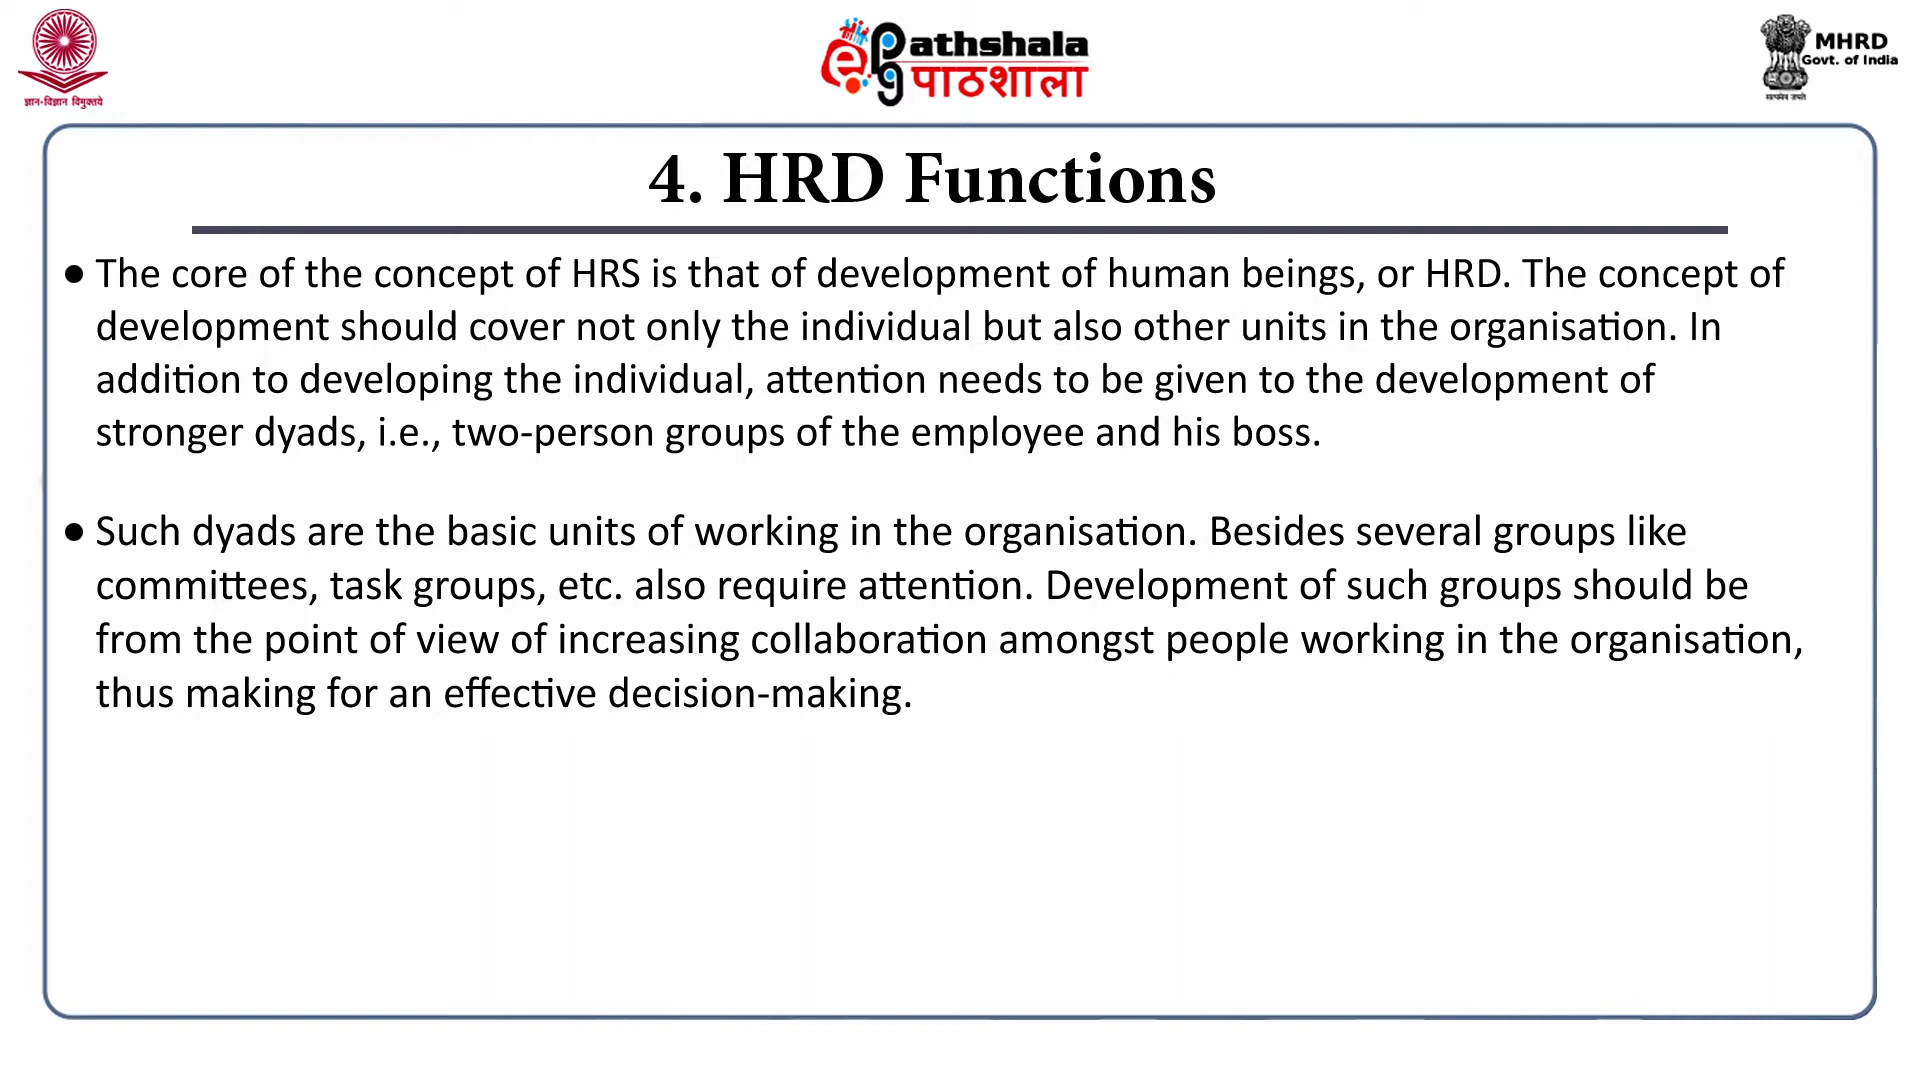 ज्ञान-विज्ञान विमुक्तये
ePathshala
पाठशाला
MHRD
Govt. of India
सत्यमेव जयते
4. HRD Functions
● The core of the concept of HRS is that of development of human beings, or HRD. The concept of
development should cover not only the individual but also other units in the organisation. In
addition to developing the individual, attention needs to be given to the development of
stronger dyads, i.e., two-person groups of the employee and his boss.
● Such dyads are the basic units of working in the organisation. Besides several groups like
committees, task groups, etc. also require attention. Development of such groups should be
from the point of view of increasing collaboration amongst people working in the organisation,
thus making for an effective decision-making.